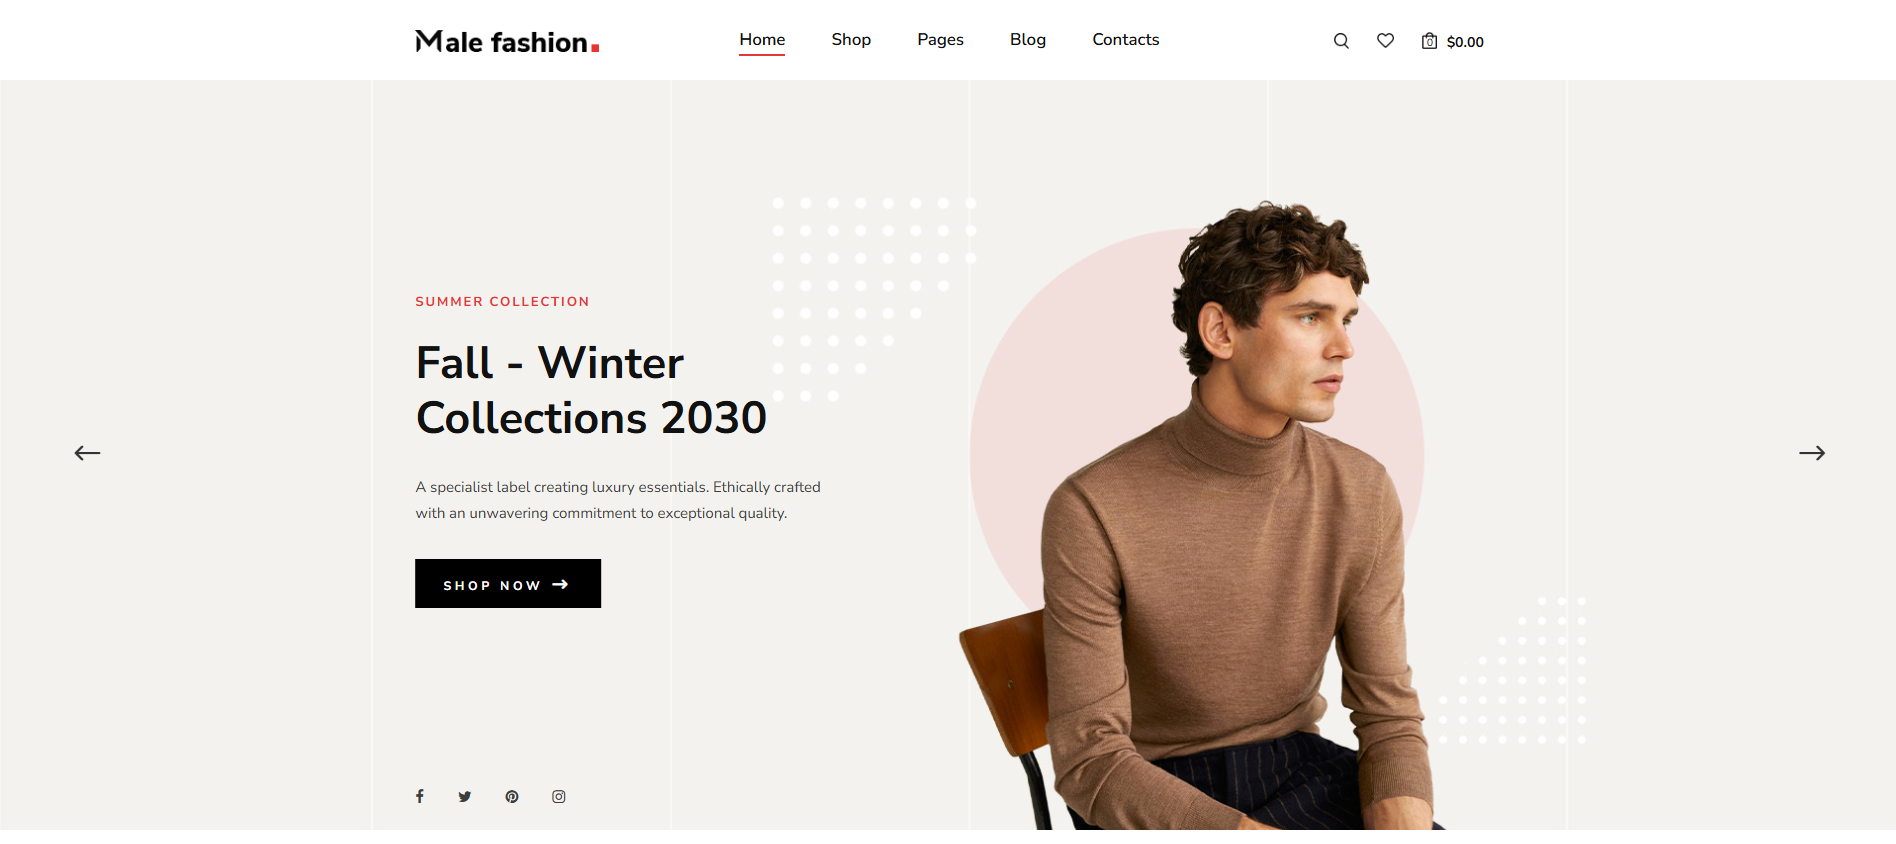 Male fashion.
Home Shop Pages Blog Contacts
0 $0.00
SUMMER COLLECTION
Fall - Winter
Collections 2030
A specialist label creating luxury essentials. Ethically crafted
with an unwavering commitment to exceptional quality.
SHOP NOW